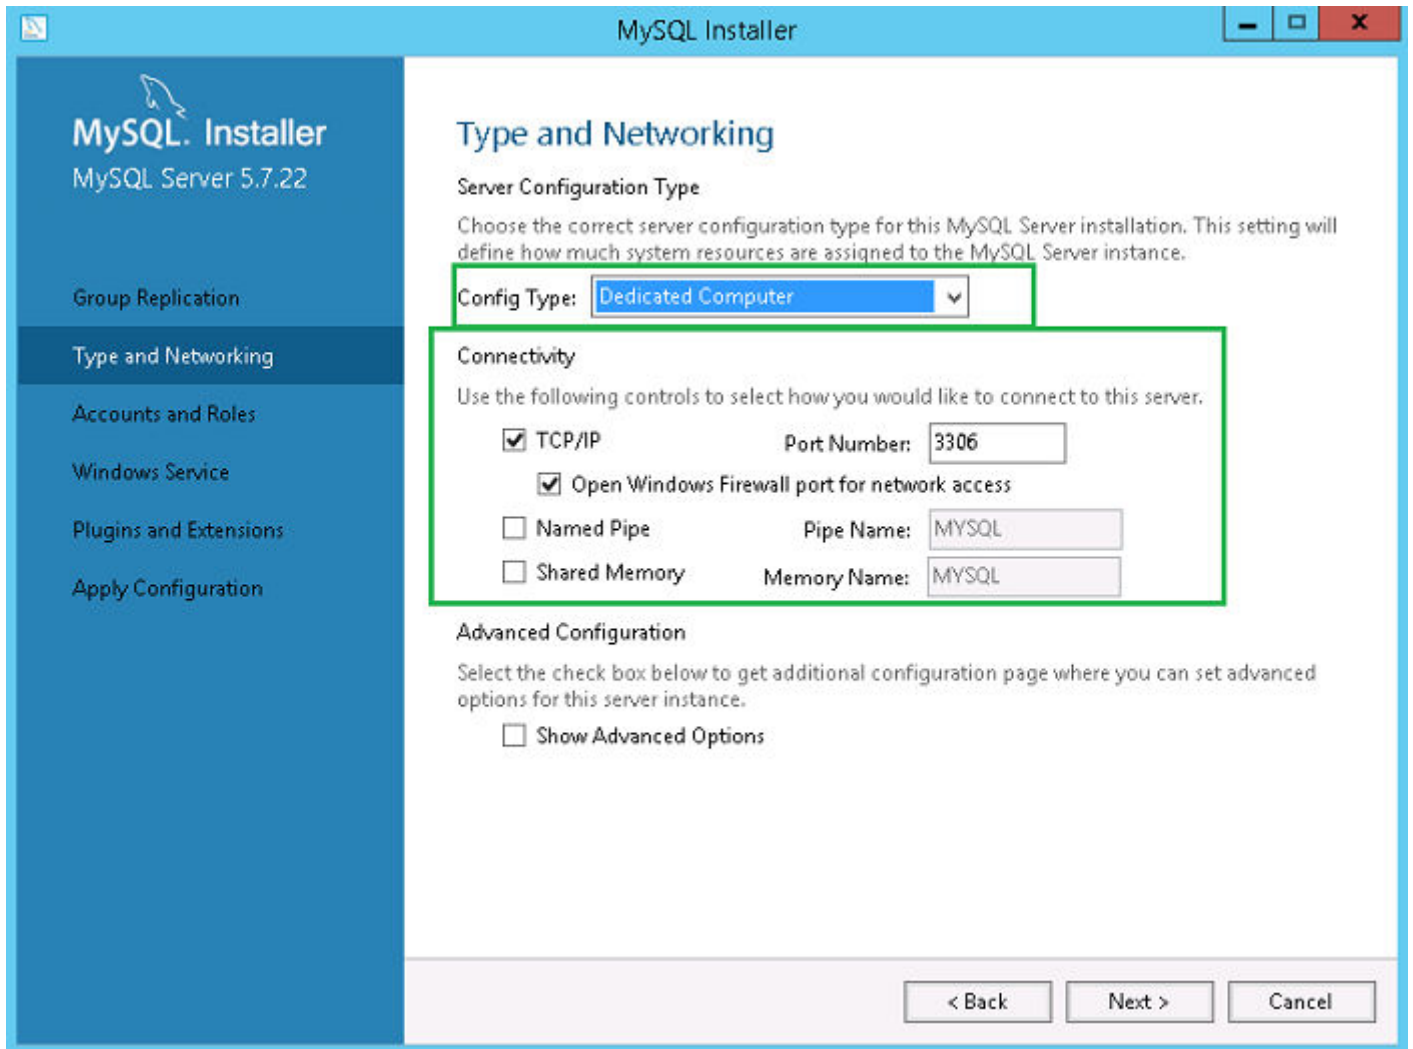 MySQL Installer
MySQL. Installer
MySQL Server 5.7.22
Group Replication
Type and Networking
Accounts and Roles
Windows Service
Plugins and Extensions
Apply Configuration
Type and Networking
Server Configuration Type
Choose the correct server configuration type for this MySQL Server installation. This setting will
define how much system resources are assigned to the MySQL Server instance.
Config Type: Dedicated Computer
Connectivity
Use the following controls to select how you would like to connect to this server.
TCP/IP Port Number: 3306
Open Windows Firewall port for network access
Named Pipe Pipe Name: MYSQL
Shared Memory Memory Name: MYSQL
Advanced Configuration
Select the check box below to get additional configuration page where you can set advanced
options for this server instance.
Show Advanced Options
< Back Next > Cancel